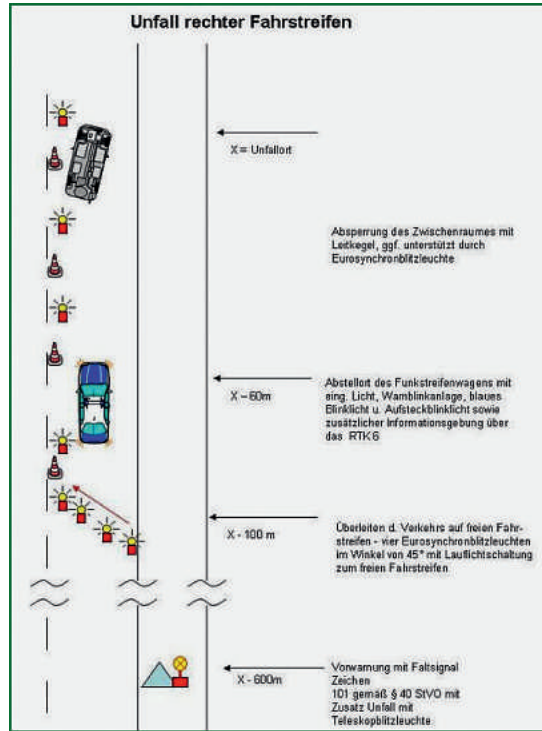 Unfall rechter Fahrstreifen
X = Unfallort
Absperrung des Zwischenraumes mit
Leitkegel, ggf. unterstützt durch
Eurosynchronblitzleuchte
X – 60m
Abstellort des Funkstreifenwagens mit
eing. Licht, Warnblinkanlage, blaues
Blinklicht u. Aufsteckblinklicht sowie
zusätzlicher Informationsgebung über
das RTK 6
X - 100 m
Überleiten d. Verkehrs auf freien Fahr-
streifen - vier Eurosynchronblitzleuchten
im Winkel von 45° mit Lauflichtschaltung
zum freien Fahrstreifen
X - 600m
Vorwarnung mit Faltsignal
Zeichen
101 gemäß § 40 StVO mit
Zusatz Unfall mit
Teleskopblitzleuchte